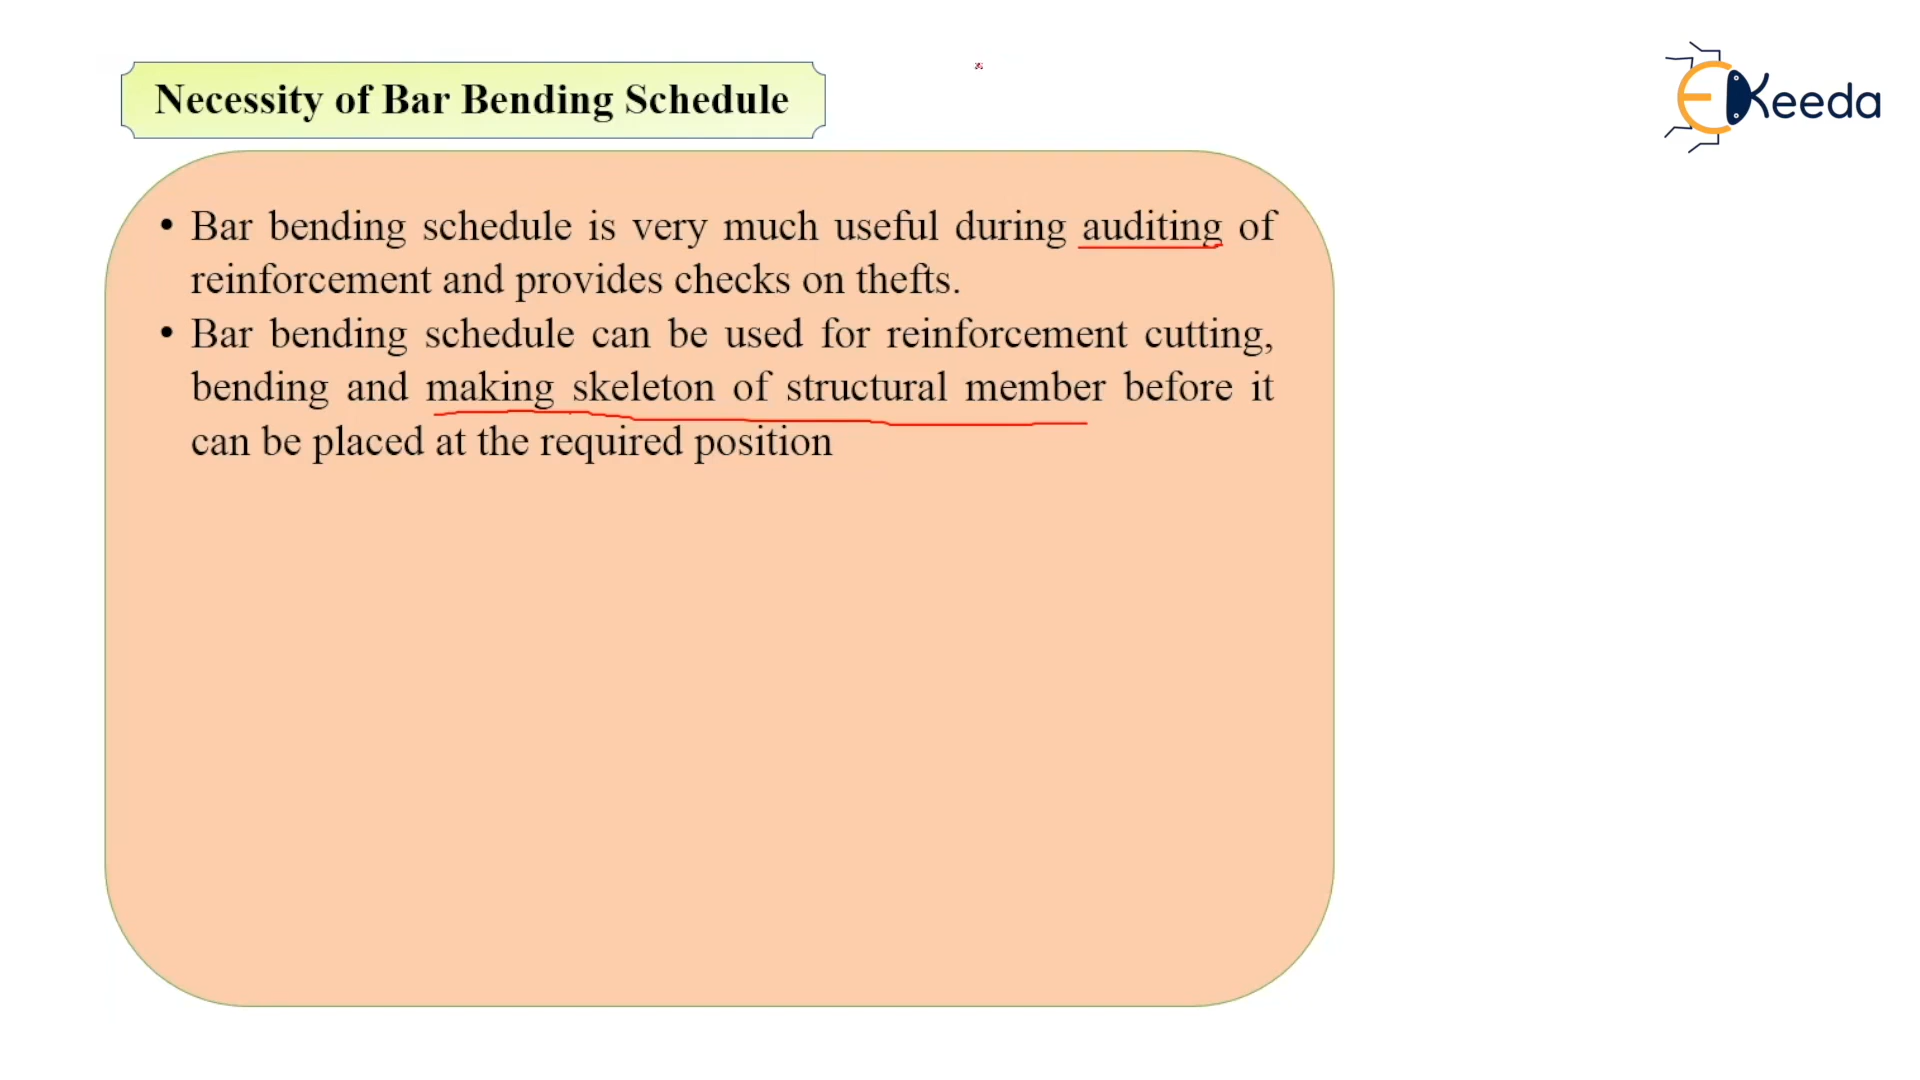 Necessity of Bar Bending Schedule
EKeeda
• Bar bending schedule is very much useful during auditing of
reinforcement and provides checks on thefts.
• Bar bending schedule can be used for reinforcement cutting,
bending and making skeleton of structural member before it
can be placed at the required position